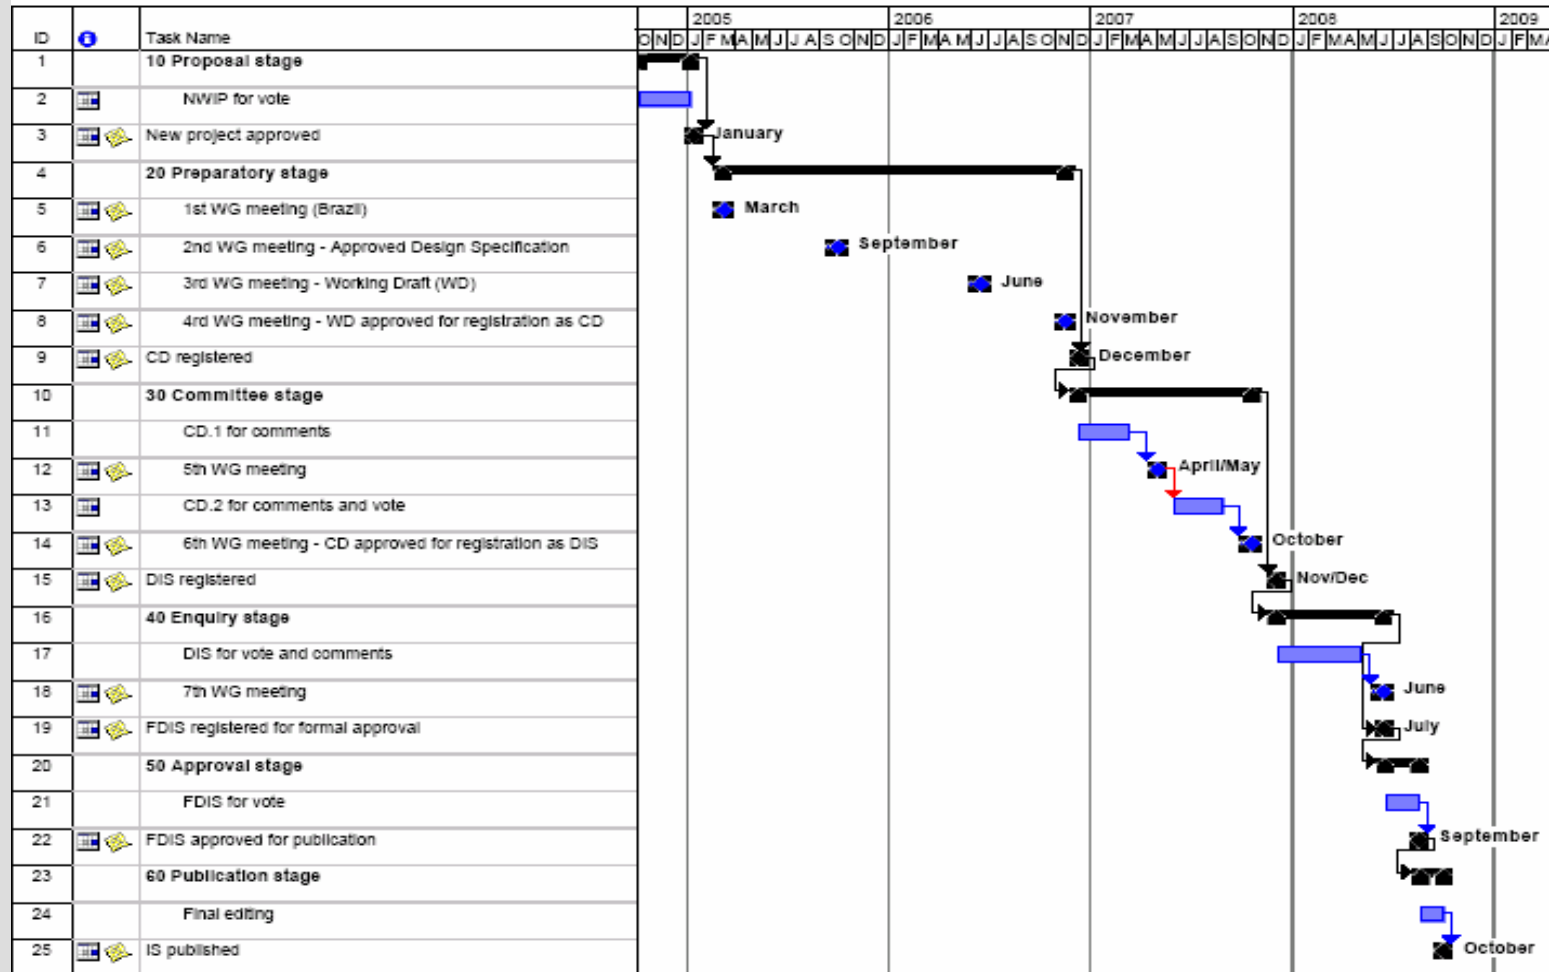 2005 2006 2007 2008 2009
ID Task Name O N D J F M A M J J A S O N D J F M A M J J A S O N D J F M A M J J A S O N D J F M A M J J A S O N D J F M A
1 10 Proposal stage
2 NWIP for vote
3 New project approved January
4 20 Preparatory stage
5 1st WG meeting (Brazil) March
6 2nd WG meeting - Approved Design Specification September
7 3rd WG meeting - Working Draft (WD) June
8 4rd WG meeting - WD approved for registration as CD November
9 CD registered December
10 30 Committee stage
11 CD.1 for comments
12 5th WG meeting April/May
13 CD.2 for comments and vote
14 6th WG meeting - CD approved for registration as DIS October
15 DIS registered Nov/Dec
16 40 Enquiry stage
17 DIS for vote and comments
18 7th WG meeting June
19 FDIS registered for formal approval July
20 50 Approval stage
21 FDIS for vote
22 FDIS approved for publication September
23 60 Publication stage
24 Final editing
25 IS published October